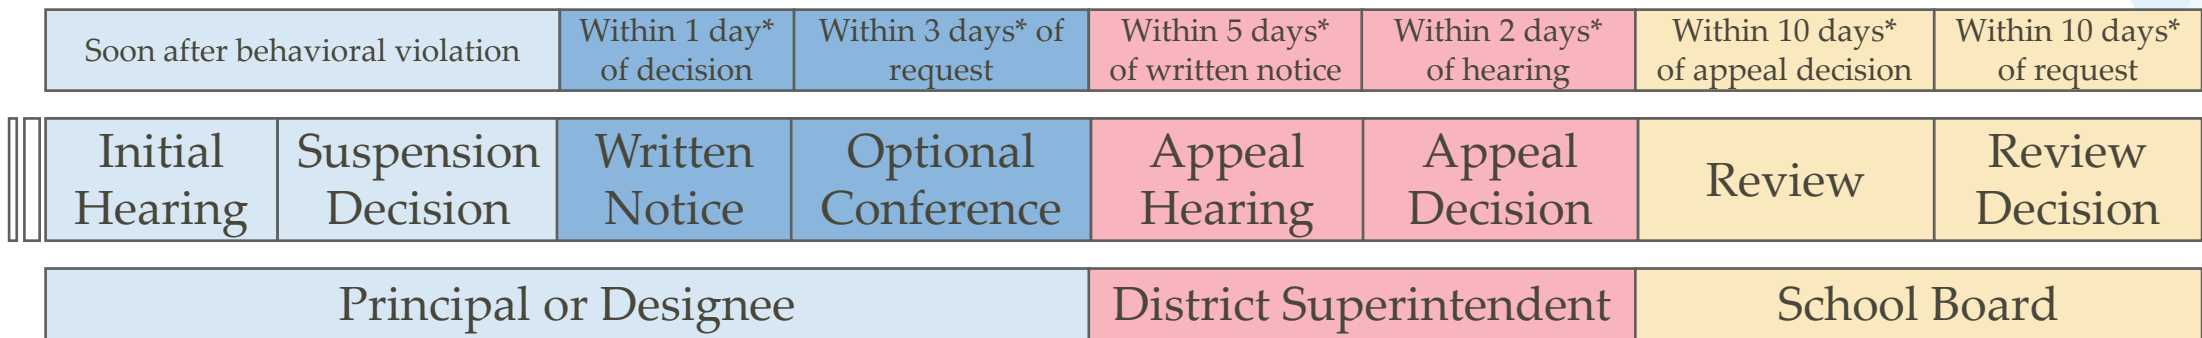 Soon after behavioral violation
Within 1 day*
of decision
Within 3 days* of
request
Within 5 days*
of written notice
Within 2 days*
of hearing
Within 10 days*
of appeal decision
Within 10 days*
of request
Initial
Hearing
Suspension
Decision
Written
Notice
Optional
Conference
Appeal
Hearing
Appeal
Decision
Review
Review
Decision
Principal or Designee
District Superintendent
School Board